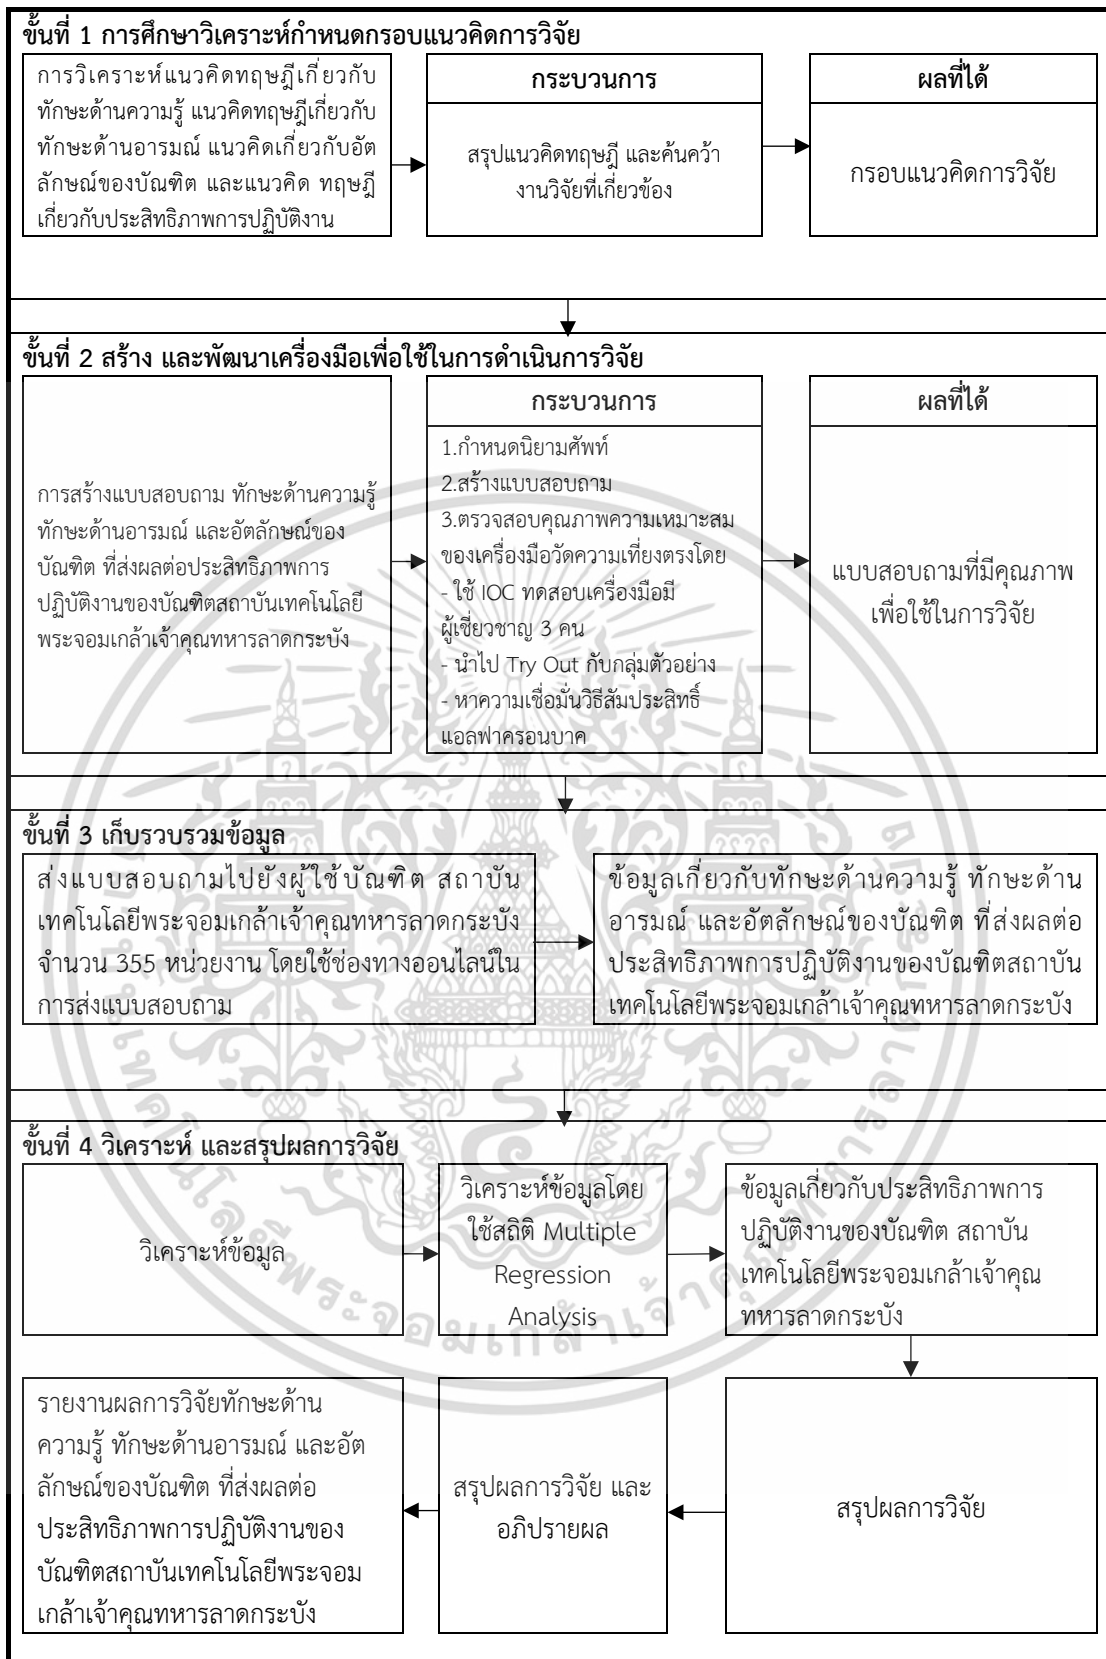 ขั้นที่ 1 การศึกษาวิเคราะห์กำหนดกรอบแนวคิดการวิจัย
การวิเคราะห์แนวคิดทฤษฎีเกี่ยวกับ
ทักษะด้านความรู้ แนวคิดทฤษฎีเกี่ยวกับ
ทักษะด้านอารมณ์ แนวคิดเกี่ยวกับอัต
ลักษณ์ของบัณฑิต และแนวคิด ทฤษฎี
เกี่ยวกับประสิทธิภาพการปฏิบัติงาน
กระบวนการ
สรุปแนวคิดทฤษฎี และค้นคว้า
งานวิจัยที่เกี่ยวข้อง
ผลที่ได้
กรอบแนวคิดการวิจัย
ขั้นที่ 2 สร้าง และพัฒนาเครื่องมือเพื่อใช้ในการดำเนินการวิจัย
การสร้างแบบสอบถาม ทักษะด้านความรู้
ทักษะด้านอารมณ์ และอัตลักษณ์ของ
บัณฑิต ที่ส่งผลต่อประสิทธิภาพการ
ปฏิบัติงานของบัณฑิตสถาบันเทคโนโลยี
พระจอมเกล้าเจ้าคุณทหารลาดกระบัง
กระบวนการ
1.กำหนดนิยามศัพท์
2.สร้างแบบสอบถาม
3.ตรวจสอบคุณภาพความเหมาะสม
ของเครื่องมือวัดความเที่ยงตรงโดย
- ใช้ IOC ทดสอบเครื่องมือมี
ผู้เชี่ยวชาญ 3 คน
- นำไป Try Out กับกลุ่มตัวอย่าง
- หาความเชื่อมั่นวิธีสัมประสิทธิ์
แอลฟาครอนบาค
ผลที่ได้
แบบสอบถามที่มีคุณภาพ
เพื่อใช้ในการวิจัย
ขั้นที่ 3 เก็บรวบรวมข้อมูล
ส่งแบบสอบถามไปยังผู้ใช้บัณฑิต สถาบัน
เทคโนโลยีพระจอมเกล้าเจ้าคุณทหารลาดกระบัง
จำนวน 355 หน่วยงาน โดยใช้ช่องทางออนไลน์ใน
การส่งแบบสอบถาม
ข้อมูลเกี่ยวกับทักษะด้านความรู้ ทักษะด้าน
อารมณ์ และอัตลักษณ์ของบัณฑิต ที่ส่งผลต่อ
ประสิทธิภาพการปฏิบัติงานของบัณฑิตสถาบัน
เทคโนโลยีพระจอมเกล้าเจ้าคุณทหารลาดกระบัง
ขั้นที่ 4 วิเคราะห์ และสรุปผลการวิจัย
วิเคราะห์ข้อมูล
วิเคราะห์ข้อมูลโดย
ใช้สถิติ Multiple
Regression
Analysis
ข้อมูลเกี่ยวกับประสิทธิภาพการ
ปฏิบัติงานของบัณฑิต สถาบัน
เทคโนโลยีพระจอมเกล้าเจ้าคุณ
ทหารลาดกระบัง
รายงานผลการวิจัยทักษะด้าน
ความรู้ ทักษะด้านอารมณ์ และอัต
ลักษณ์ของบัณฑิต ที่ส่งผลต่อ
ประสิทธิภาพการปฏิบัติงานของ
บัณฑิตสถาบันเทคโนโลยีพระจอม
เกล้าเจ้าคุณทหารลาดกระบัง
สรุปผลการวิจัย และ
อภิปรายผล
สรุปผลการวิจัย
สถาบันเทคโนโลยีพระจอมเกล้าเจ้าคุณทหารลาดกระบัง